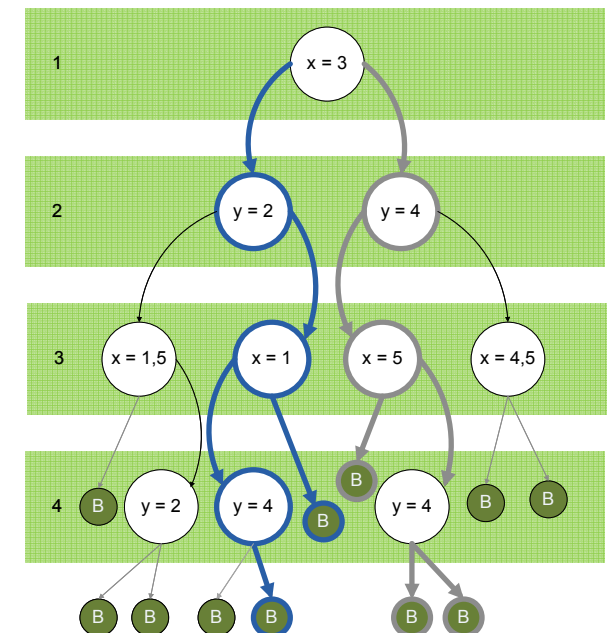 1
x = 3
2
y = 2
y = 4
3
x = 1,5
x = 1
x = 5
x = 4,5
4
B
y = 2
y = 4
B
B
y = 4
B
B
B
B
B
B
B
B